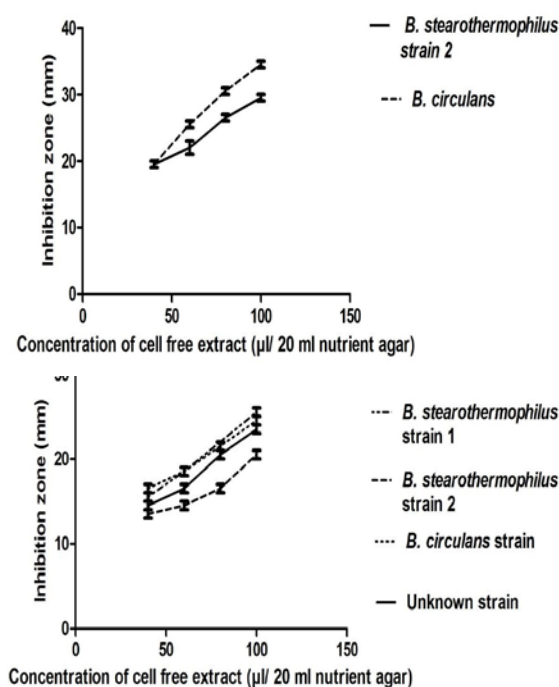 40
30
20
10
0
0
50
100
150
Inhibition zone (mm)
Concentration of cell free extract (µl/ 20 ml nutrient agar)
B. stearothermophilus
strain 2
B. circulans
20
10
0
0
50
100
150
Inhibition zone (mm)
Concentration of cell free extract (µl/ 20 ml nutrient agar)
B. stearothermophilus
strain 1
B. stearothermophilus
strain 2
B. circulans strain
Unknown strain